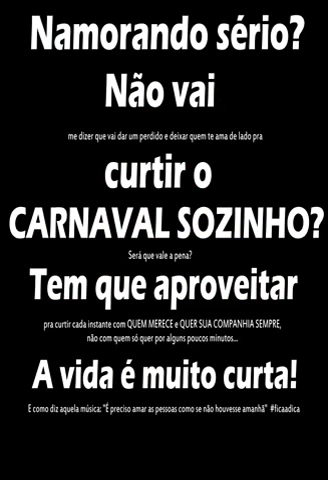 Namorando sério?
Não vai
me dizer que vai dar um perdido e deixar quem te ama de lado pra
curtir o
CARNAVAL SOZINHO?
Será que vale a pena?
Tem que aproveitar
pra curtir cada instante com QUEM MERECE e QUER SUA COMPANHIA SEMPRE,
não com quem só quer por alguns poucos minutos...
A vida é muito curta!
E como diz aquela música: "É preciso amar as pessoas como se não houvesse amanhã" #ficaadica